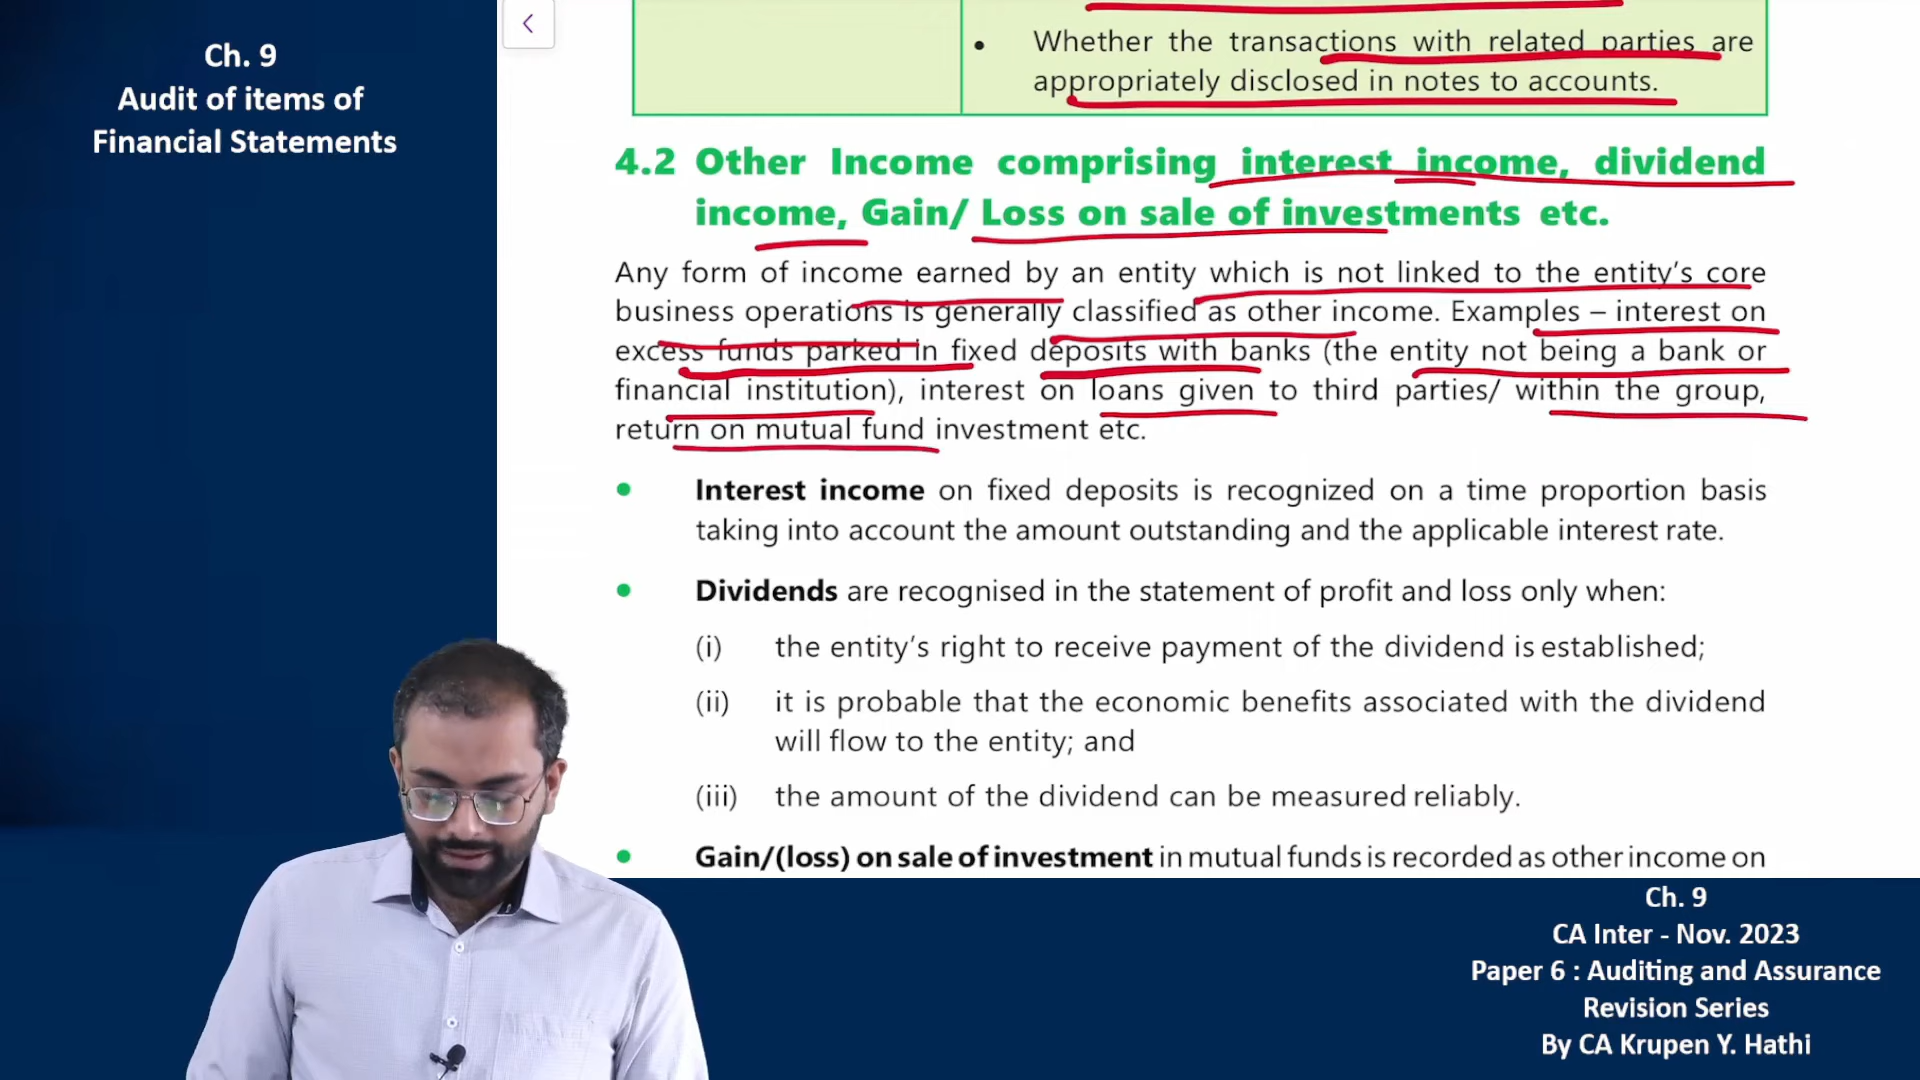 Ch. 9
Audit of items of
Financial Statements
• Whether the transactions with related parties are
appropriately disclosed in notes to accounts.
4.2 Other Income comprising interest income, dividend
income, Gain/ Loss on sale of investments etc.
Any form of income earned by an entity which is not linked to the entity's core
business operations is generally classified as other income. Examples – interest on
excess funds parked in fixed deposits with banks (the entity not being a bank or
financial institution), interest on loans given to third parties/ within the group,
return on mutual fund investment etc.
• Interest income on fixed deposits is recognized on a time proportion basis
taking into account the amount outstanding and the applicable interest rate.
• Dividends are recognised in the statement of profit and loss only when:
(i) the entity's right to receive payment of the dividend is established;
(ii) it is probable that the economic benefits associated with the dividend
will flow to the entity; and
(iii) the amount of the dividend can be measured reliably.
• Gain/(loss) on sale of investment in mutual funds is recorded as other income on
Ch. 9
CA Inter - Nov. 2023
Paper 6 : Auditing and Assurance
Revision Series
By CA Krupen Y. Hathi